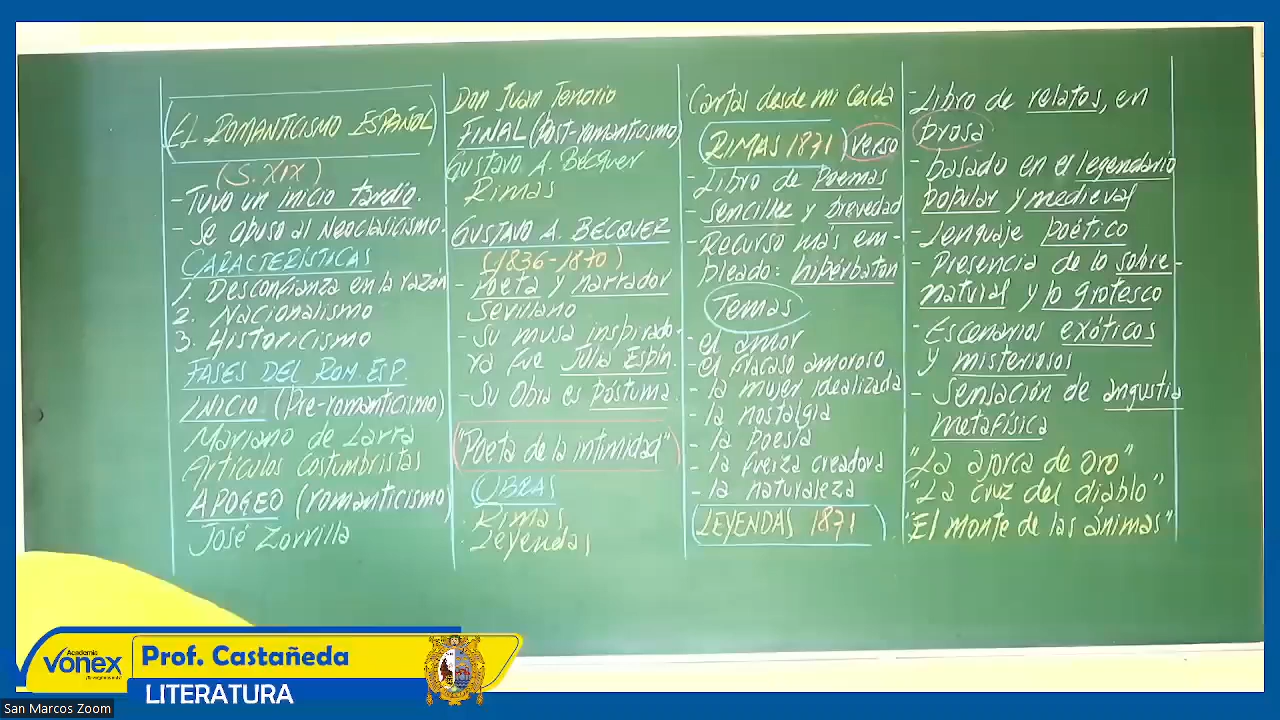 EL ROMANTICISMO ESPAÑOL
(S. XIX)
- Tuvo un inicio tardío.
- Se opuso al Neoclasicismo.
CARACTERÍSTICAS
1. Desconfianza en la razón
2. Nacionalismo
3. Historicismo
FASES DEL ROM. ESP.
INICIO (Pre-romanticismo)
Mariano de Larra
Artículos costumbristas
APOGEO (romanticismo)
José Zorrilla
Don Juan Tenorio
FINAL (Post-romanticismo)
Gustavo A. Bécquer
Rimas
GUSTAVO A. BÉCQUEZ
(1836-1870)
- Poeta y narrador
sevillano
- Su musa inspirado-
ra fue Julia Espín.
- Su Obra es póstuma.
"Poeta de la intimidad"
OBRAS
. Rimas
. Leyendas
Cartas desde mi Celda
RIMAS 1871 Verso
- Libro de poemas
- Sencillez y brevedad
- Recurso más em-
pleado: hipérbaton
Temas
- el amor
- el fracaso amoroso
- la mujer idealizada
- la nostalgia
- la poesía
- la fuerza creadora
- la naturaleza
LEYENDAS 1871
- Libro de relatos, en
prosa
- basado en el legendario
popular y medieval
- Lenguaje poético
- Presencia de lo sobre-
natural y lo grotesco
- Escenarios exóticos
y misteriosos
- Sensación de angustia
metafísica
"La ajorca de oro"
"La cruz del diablo"
"El monte de las ánimas"
Academia
vonex
Prof. Castañeda
LITERATURA
San Marcos Zoom